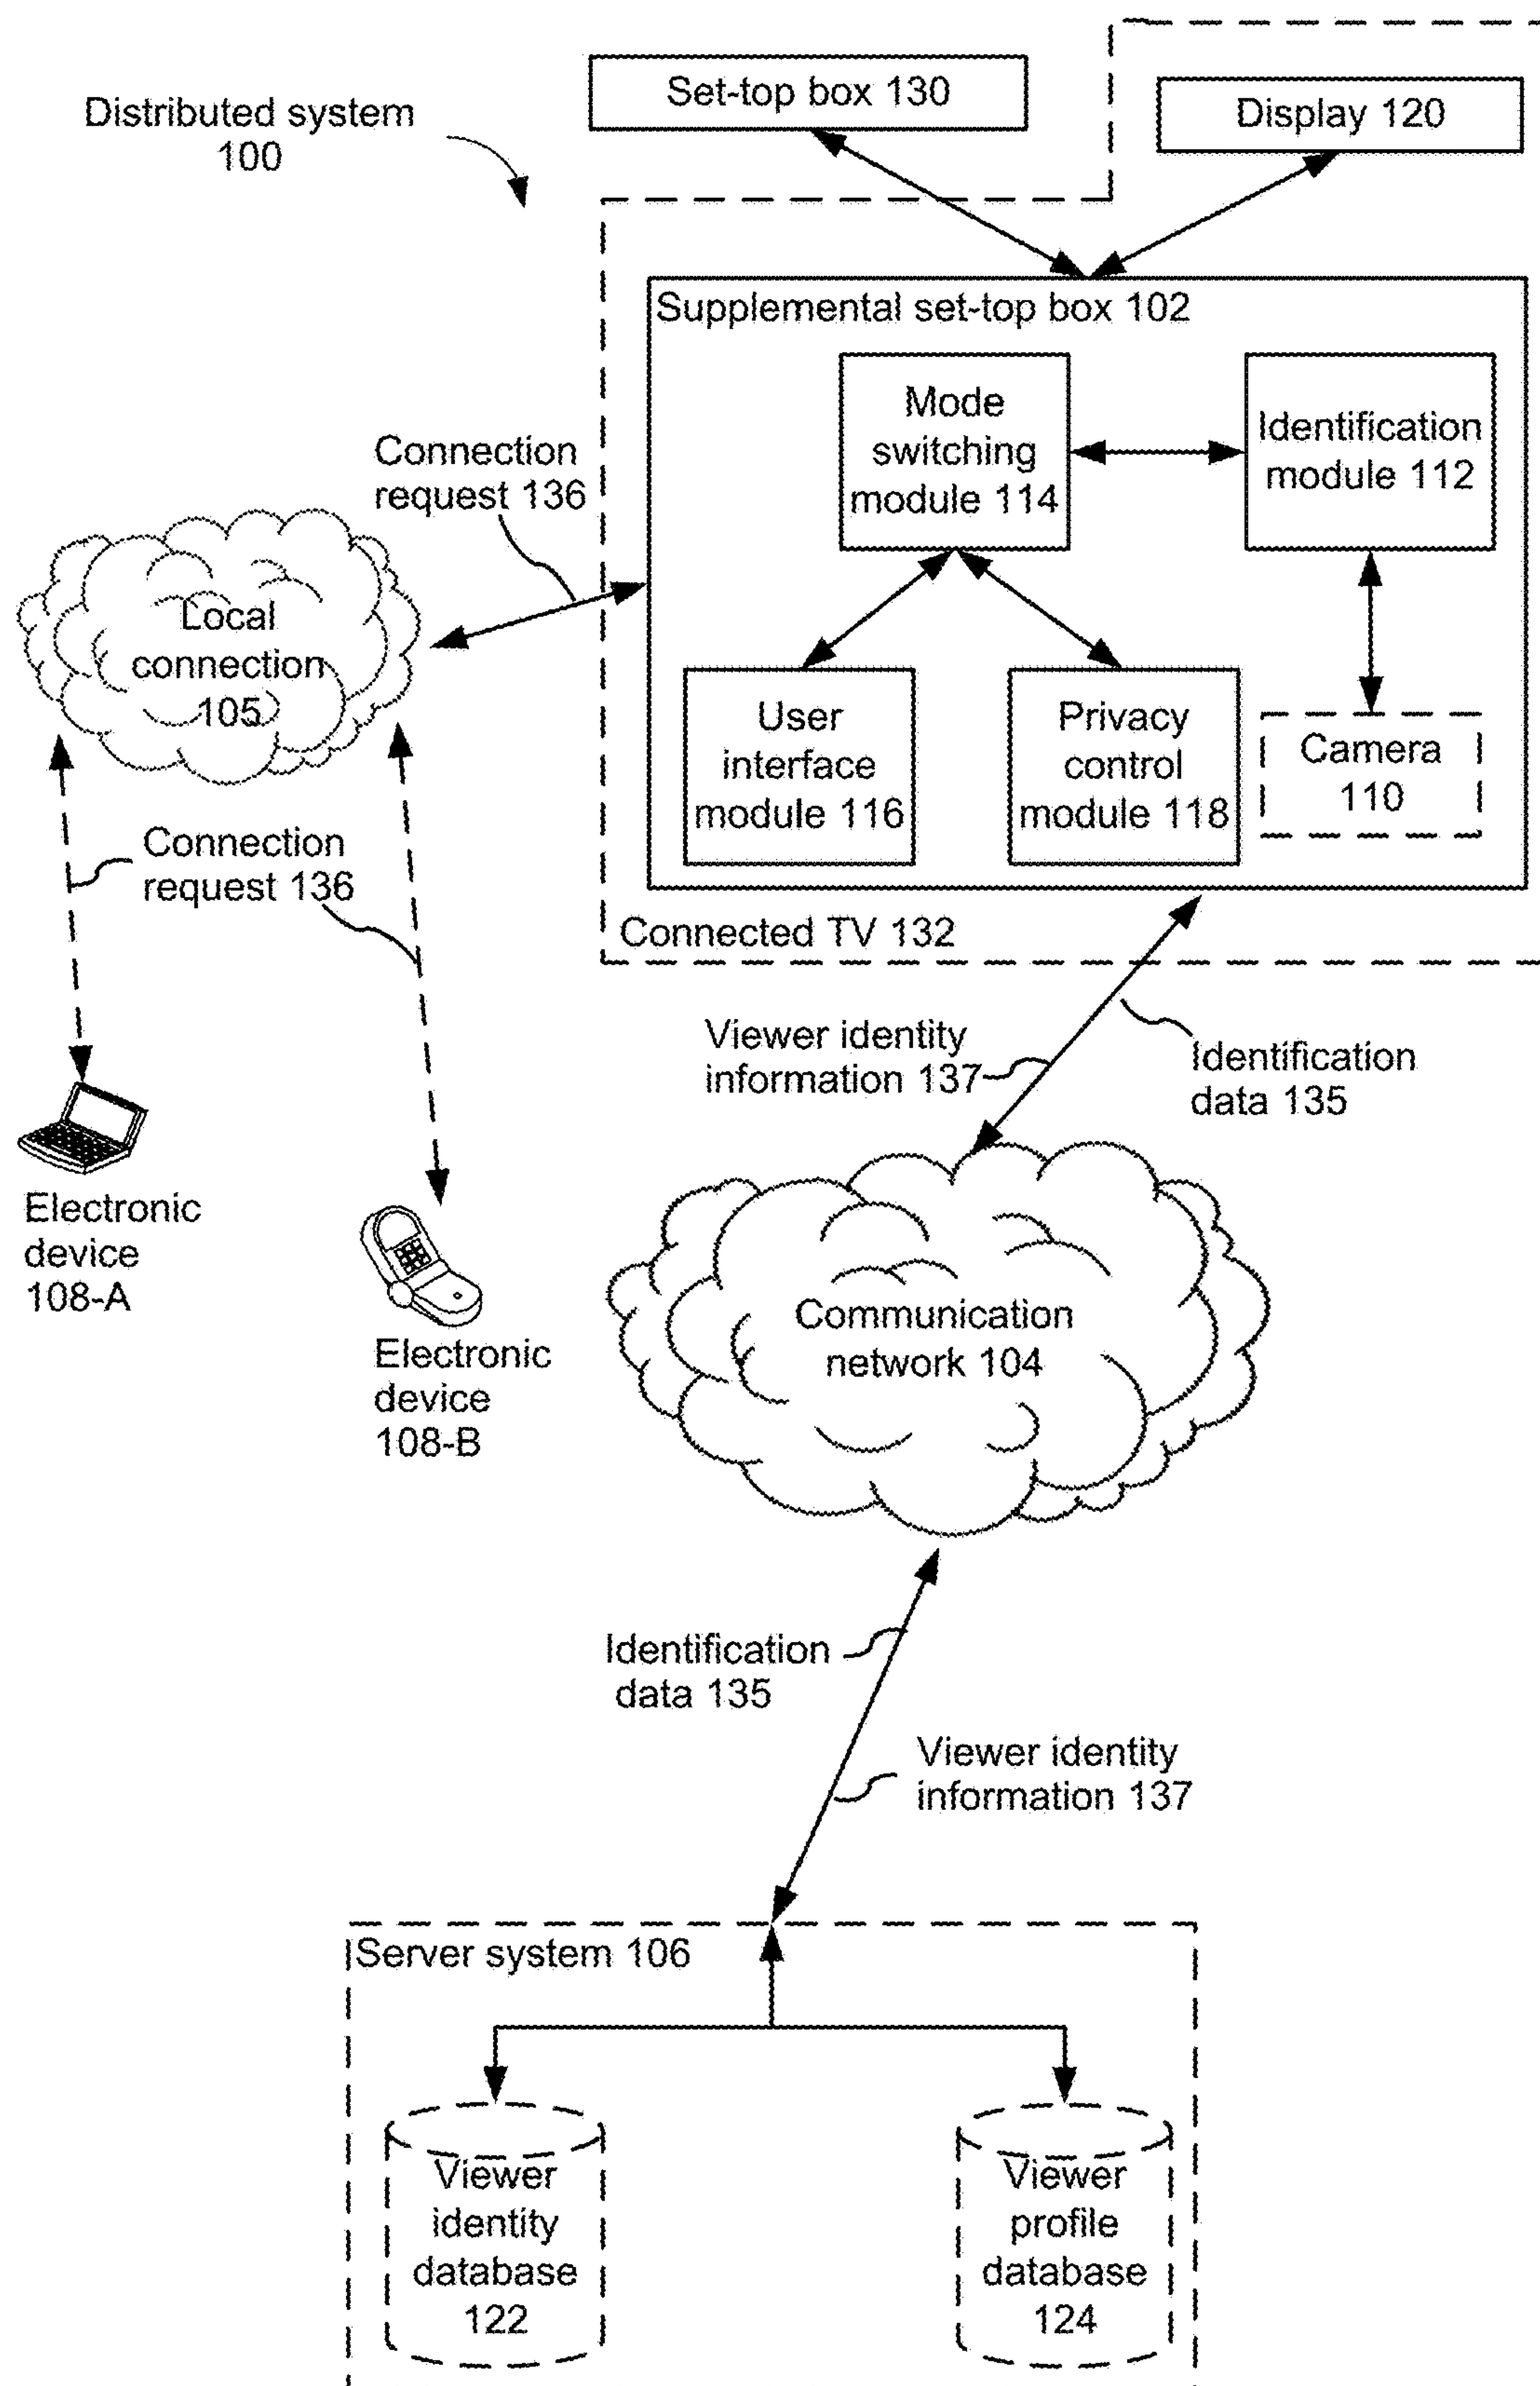 Distributed system
100
Set-top box 130
Display 120
Supplemental set-top box 102
Mode
switching
module 114
Identification
module 112
Connection
request 136
Local
connection
105
User
interface
module 116
Privacy
control
module 118
Camera
110
Connection
request 136
Connected TV 132
Viewer identity
information 137
Identification
data 135
Electronic
device
108-A
Electronic
device
108-B
Communication
network 104
Identification
data 135
Viewer identity
information 137
Server system 106
Viewer
identity
database
122
Viewer
profile
database
124